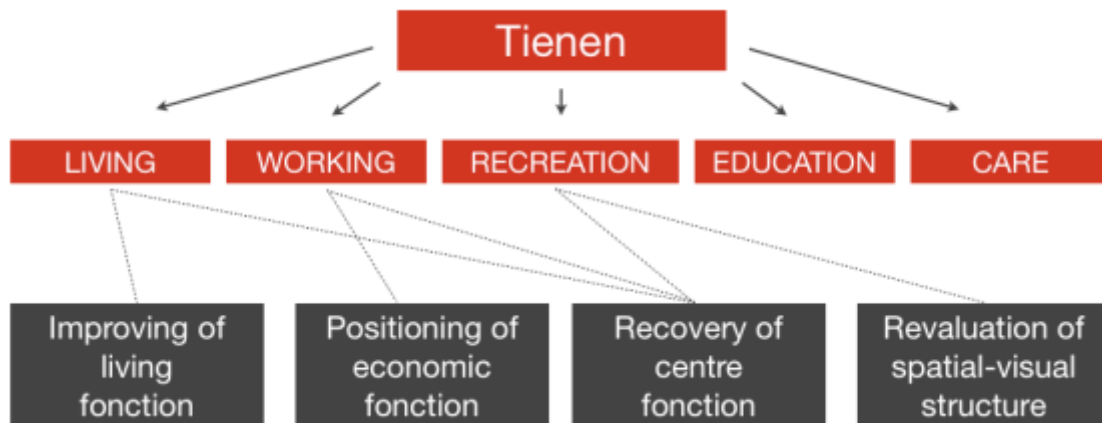 Tienen
LIVING
WORKING
RECREATION
EDUCATION
CARE
Improving of
living
fonction
Positioning of
economic
fonction
Recovery of
centre
fonction
Revaluation of
spatial-visual
structure